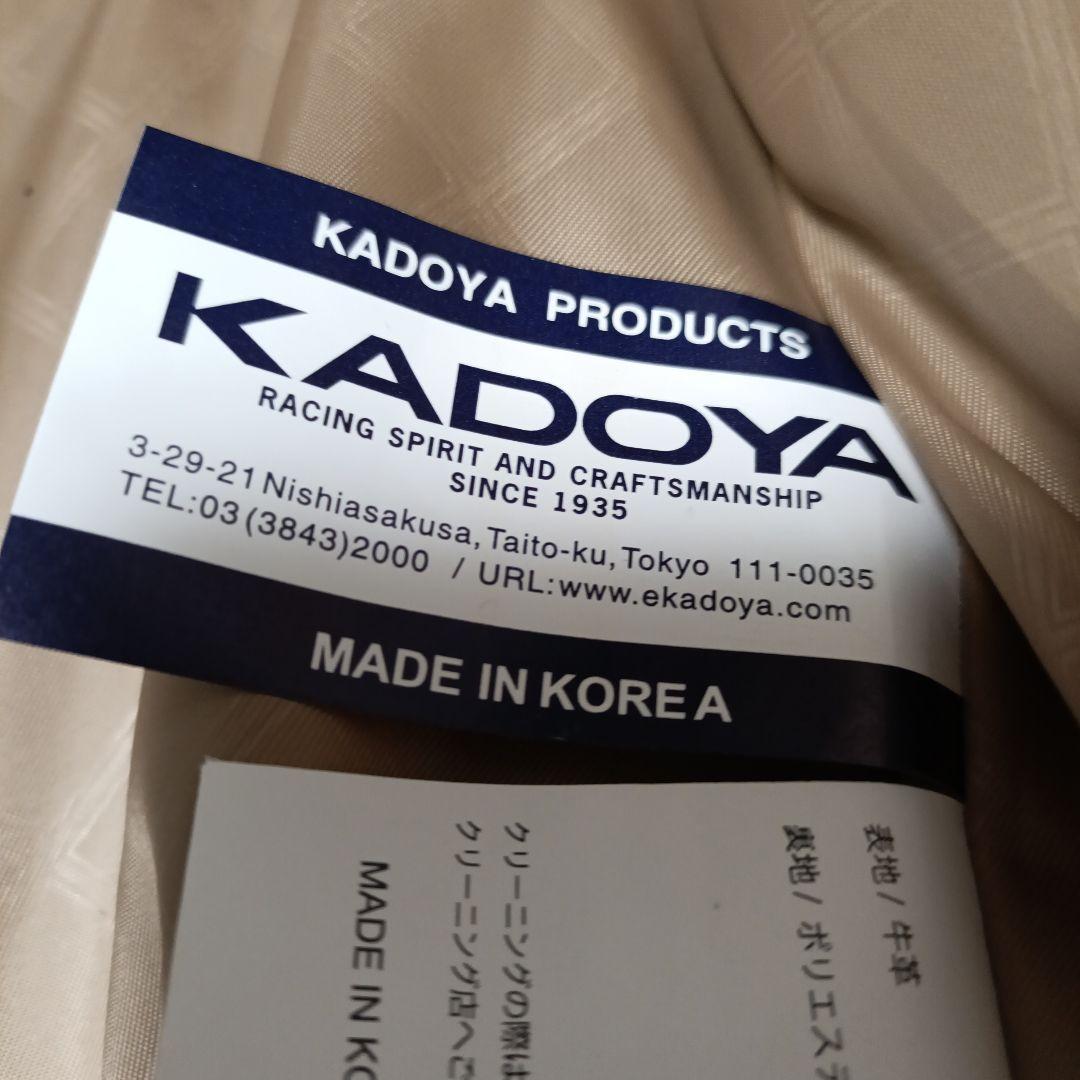 KADOYA PRODUCTS
KADOYA
RACING SPIRIT AND CRAFTSMANSHIP
SINCE 1935
3-29-21 Nishiasakusa, Taito-ku, Tokyo 111-0035
TEL:03(3843)2000 / URL:www.ekadoya.com
MADE IN KOREA
表地 / 牛革
裏地 / ポリエステ
クリーニングの際は
クリーニング店へご
MADE IN KO